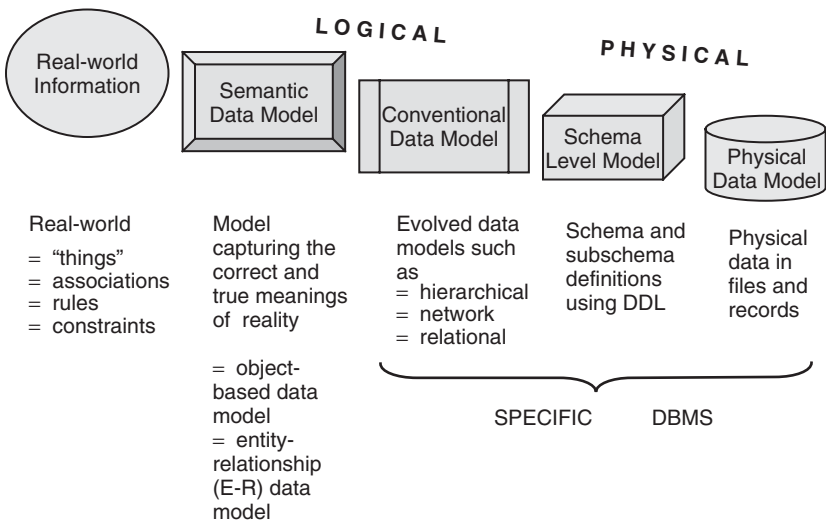 LOGICAL
PHYSICAL
Real-world
Information
Semantic
Data Model
Conventional
Data Model
Schema
Level Model
Physical
Data Model
Real-world
= “things”
= associations
= rules
= constraints
Model
capturing the
correct and
true meanings
of reality
= object-
based data
model
= entity-
relationship
(E-R) data
model
Evolved data
models such
as
= hierarchical
= network
= relational
Schema and
subschema
definitions
using DDL
Physical
data in
files and
records
SPECIFIC DBMS